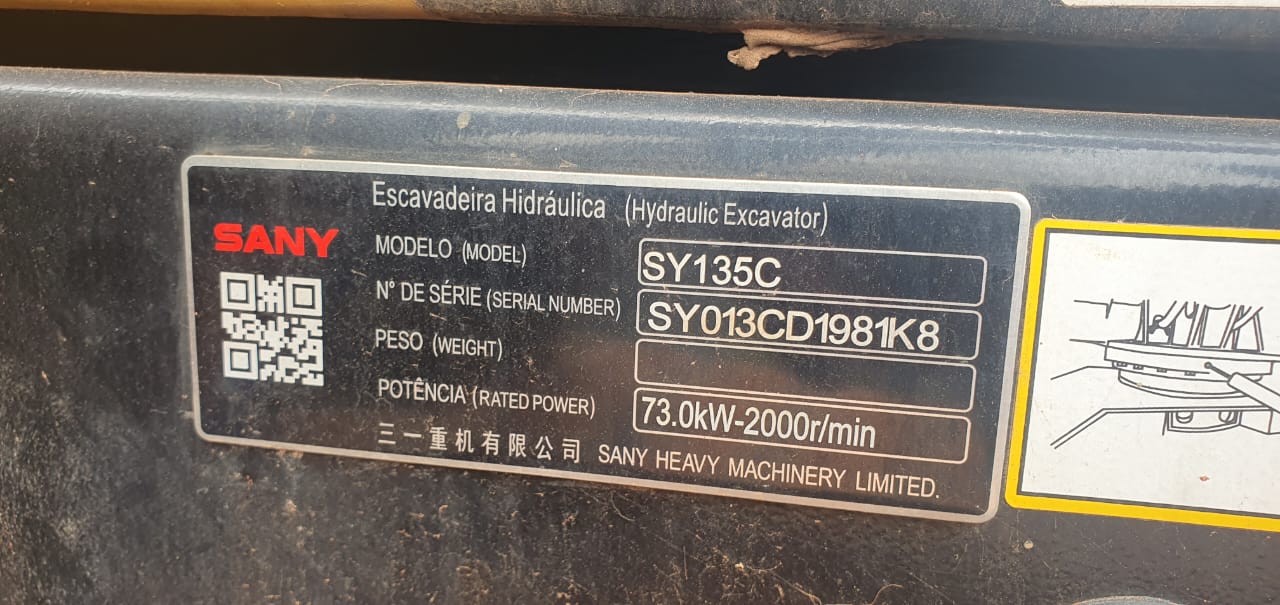 Escavadeira Hidráulica (Hydraulic Excavator)
SANY
MODELO (MODEL) SY135C
N° DE SÉRIE (SERIAL NUMBER) SY013CD1981K8
PESO (WEIGHT)
POTÊNCIA (RATED POWER) 73.0kW-2000r/min
三一重机有限公司 SANY HEAVY MACHINERY LIMITED.